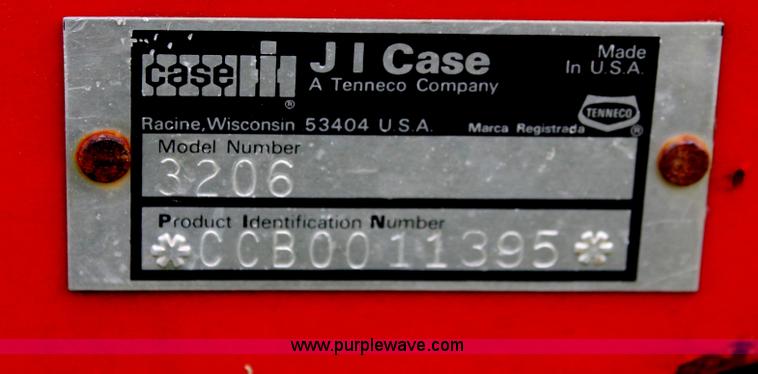 case IH ®
J I Case
A Tenneco Company
Made
In U.S.A.
TENNECO ®
Racine, Wisconsin 53404 U.S.A.
Marca Registrada
Model Number
3206
Product Identification Number
*CCB0011395*
www.purplewave.com